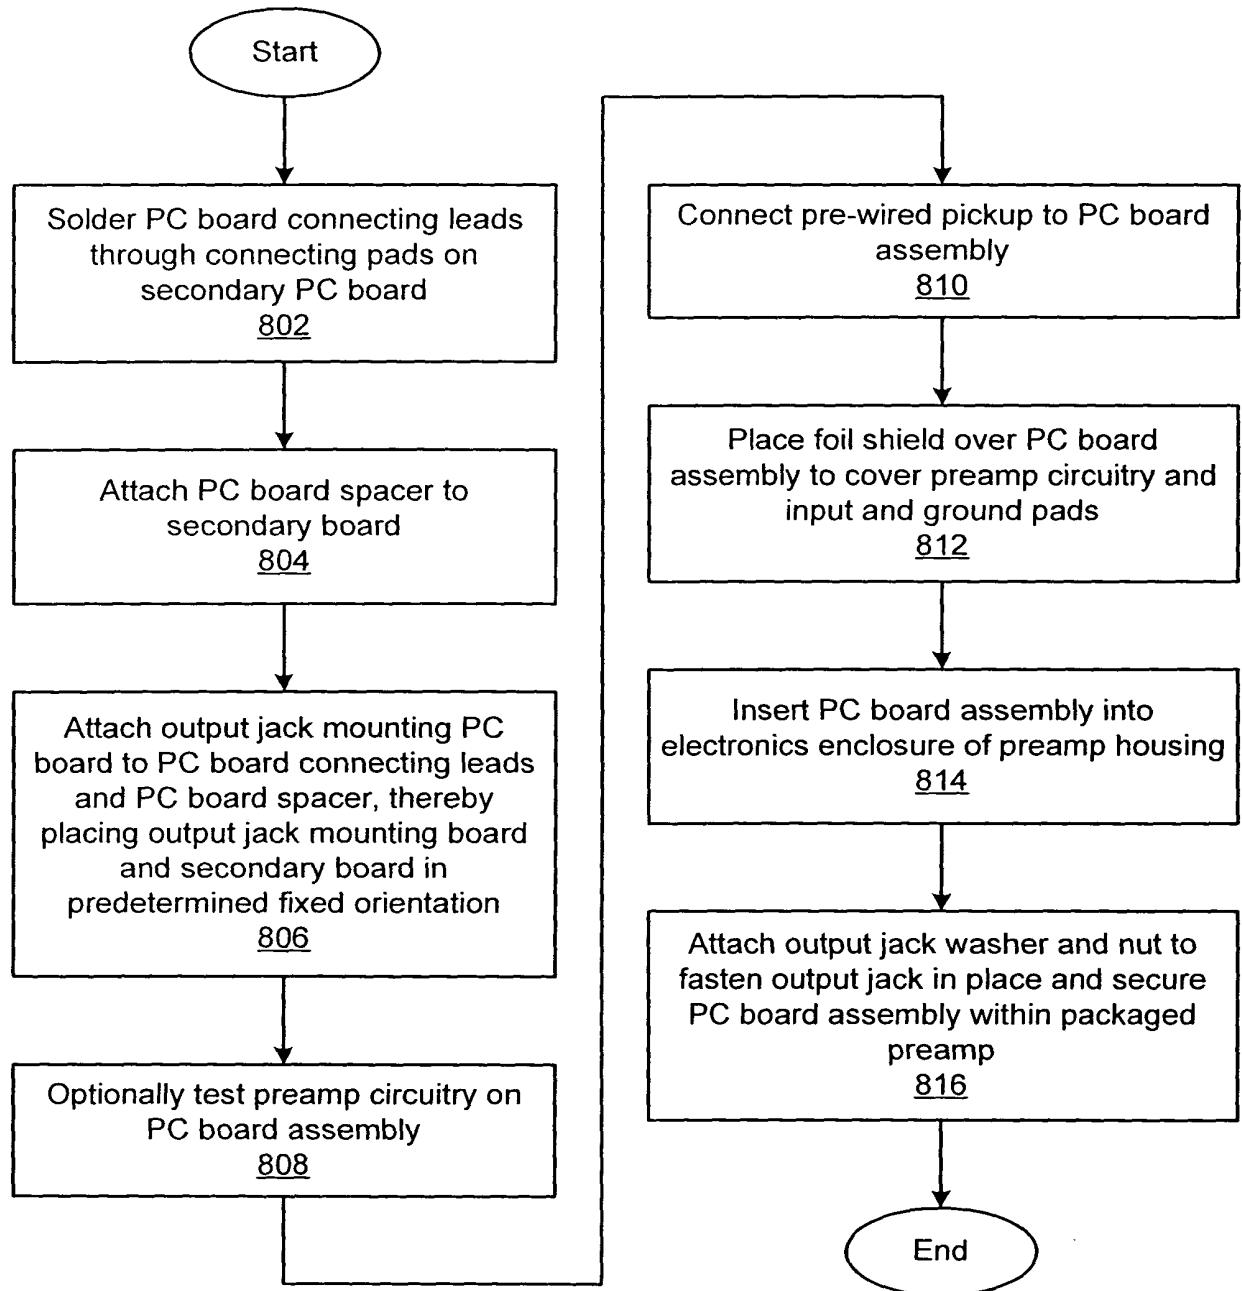 Start
Solder PC board connecting leads
through connecting pads on
secondary PC board
802
Attach PC board spacer to
secondary board
804
Attach output jack mounting PC
board to PC board connecting leads
and PC board spacer, thereby
placing output jack mounting board
and secondary board in
predetermined fixed orientation
806
Optionally test preamp circuitry on
PC board assembly
808
Connect pre-wired pickup to PC board
assembly
810
Place foil shield over PC board
assembly to cover preamp circuitry and
input and ground pads
812
Insert PC board assembly into
electronics enclosure of preamp housing
814
Attach output jack washer and nut to
fasten output jack in place and secure
PC board assembly within packaged
preamp
816
End